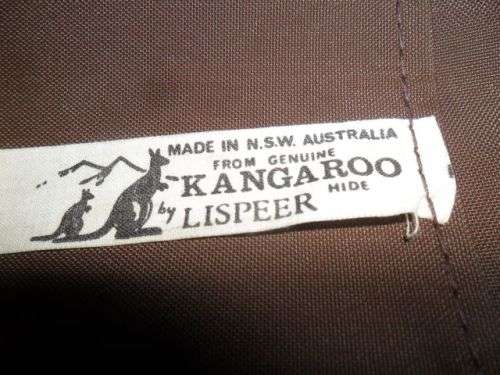 MADE IN N.S.W. AUSTRALIA
FROM GENUINE
KANGAROO
HIDE
by LISPEER